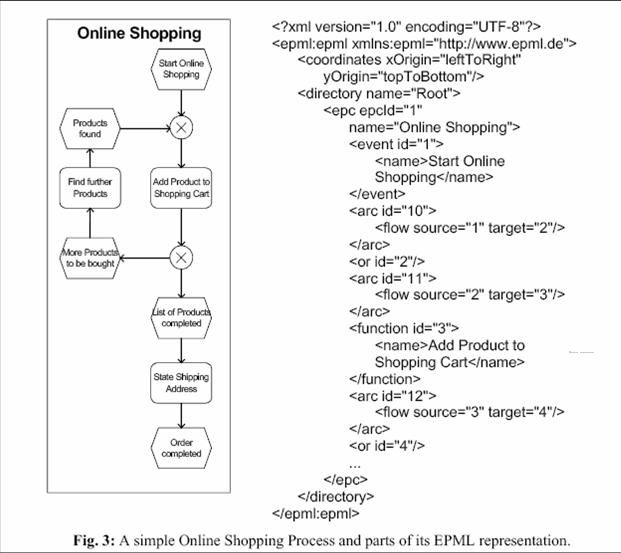 Online Shopping
Start Online
Shopping
Products
found
Find further
Products
Add Product to
Shopping Cart
More Products
to be bought
List of Products
completed
State Shipping
Address
Order
completed
<?xml version="1.0" encoding="UTF-8"?>
<epml:epml xmlns:epml="http://www.epml.de">
<coordinates xOrigin="leftToRight"
yOrigin="topToBottom"/>
<directory name="Root">
<epc epcId="1"
name="Online Shopping">
<event id="1">
<name>Start Online
Shopping</name>
</event>
<arc id="10">
<flow source="1" target="2"/>
</arc>
<or id="2"/>
<arc id="11">
<flow source="2" target="3"/>
</arc>
<function id="3">
<name>Add Product to
Shopping Cart</name>
</function>
<arc id="12">
<flow source="3" target="4"/>
</arc>
<or id="4"/>
...
</epc>
</directory>
</epml:epml>
Fig. 3: A simple Online Shopping Process and parts of its EPML representation.